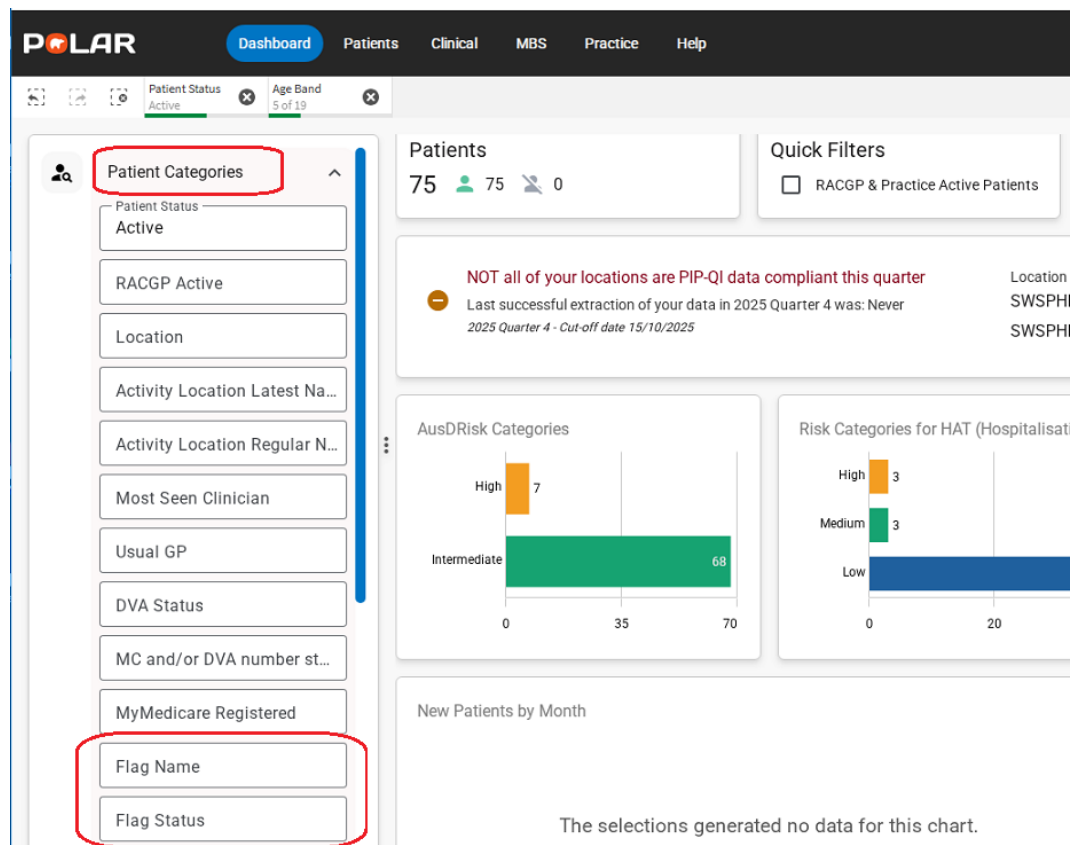 POLAR
Dashboard Patients Clinical MBS Practice Help
Patient Status
Active
Age Band
5 of 19
Patient Categories
Patient Status
Active
RACGP Active
Location
Activity Location Latest Na...
Activity Location Regular N...
Most Seen Clinician
Usual GP
DVA Status
MC and/or DVA number st...
MyMedicare Registered
Flag Name
Flag Status
Patients
75 75 0
Quick Filters
RACGP & Practice Active Patients
NOT all of your locations are PIP-QI data compliant this quarter
Last successful extraction of your data in 2025 Quarter 4 was: Never
2025 Quarter 4 - Cut-off date 15/10/2025
Location
SWSPH
SWSPH
AusDRisk Categories
High 7
Intermediate 68
0 35 70
Risk Categories for HAT (Hospitalisati
High 3
Medium 3
Low
0 20
New Patients by Month
The selections generated no data for this chart.